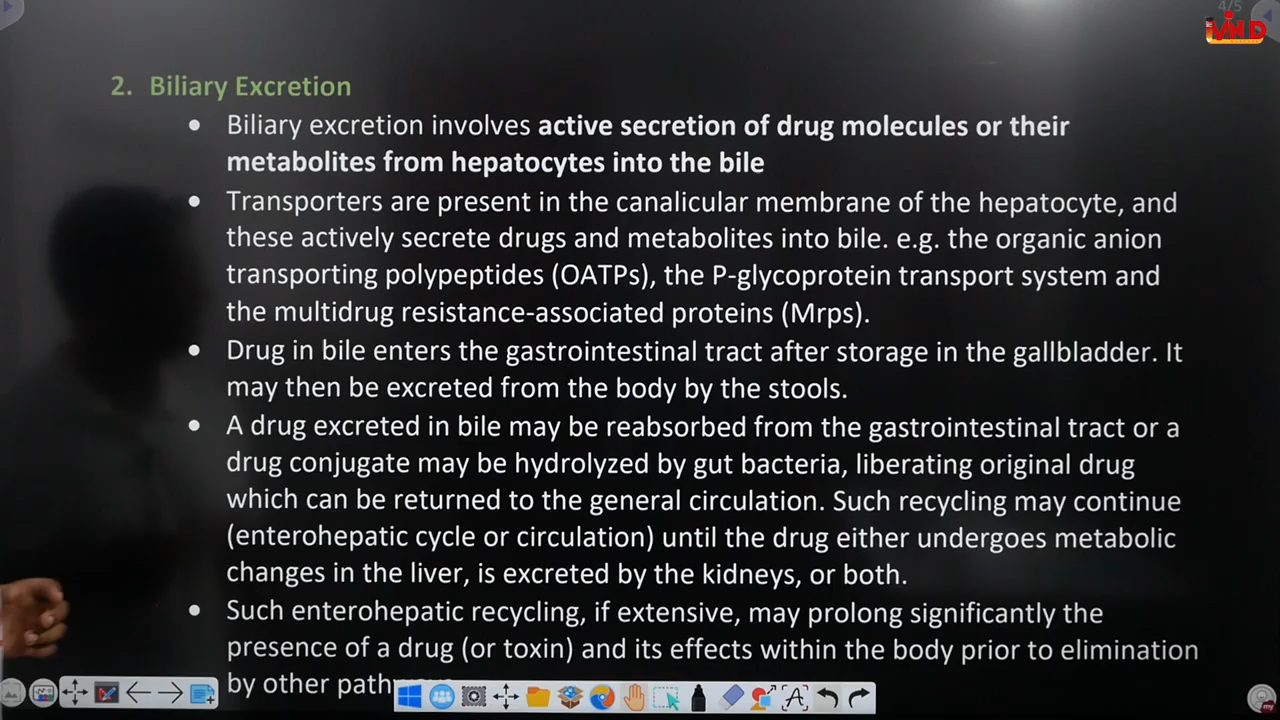 4/5
iVIND
2. Biliary Excretion
• Biliary excretion involves active secretion of drug molecules or their
metabolites from hepatocytes into the bile
• Transporters are present in the canalicular membrane of the hepatocyte, and
these actively secrete drugs and metabolites into bile. e.g. the organic anion
transporting polypeptides (OATPs), the P-glycoprotein transport system and
the multidrug resistance-associated proteins (Mrps).
• Drug in bile enters the gastrointestinal tract after storage in the gallbladder. It
may then be excreted from the body by the stools.
• A drug excreted in bile may be reabsorbed from the gastrointestinal tract or a
drug conjugate may be hydrolyzed by gut bacteria, liberating original drug
which can be returned to the general circulation. Such recycling may continue
(enterohepatic cycle or circulation) until the drug either undergoes metabolic
changes in the liver, is excreted by the kidneys, or both.
• Such enterohepatic recycling, if extensive, may prolong significantly the
presence of a drug (or toxin) and its effects within the body prior to elimination
by other path
my